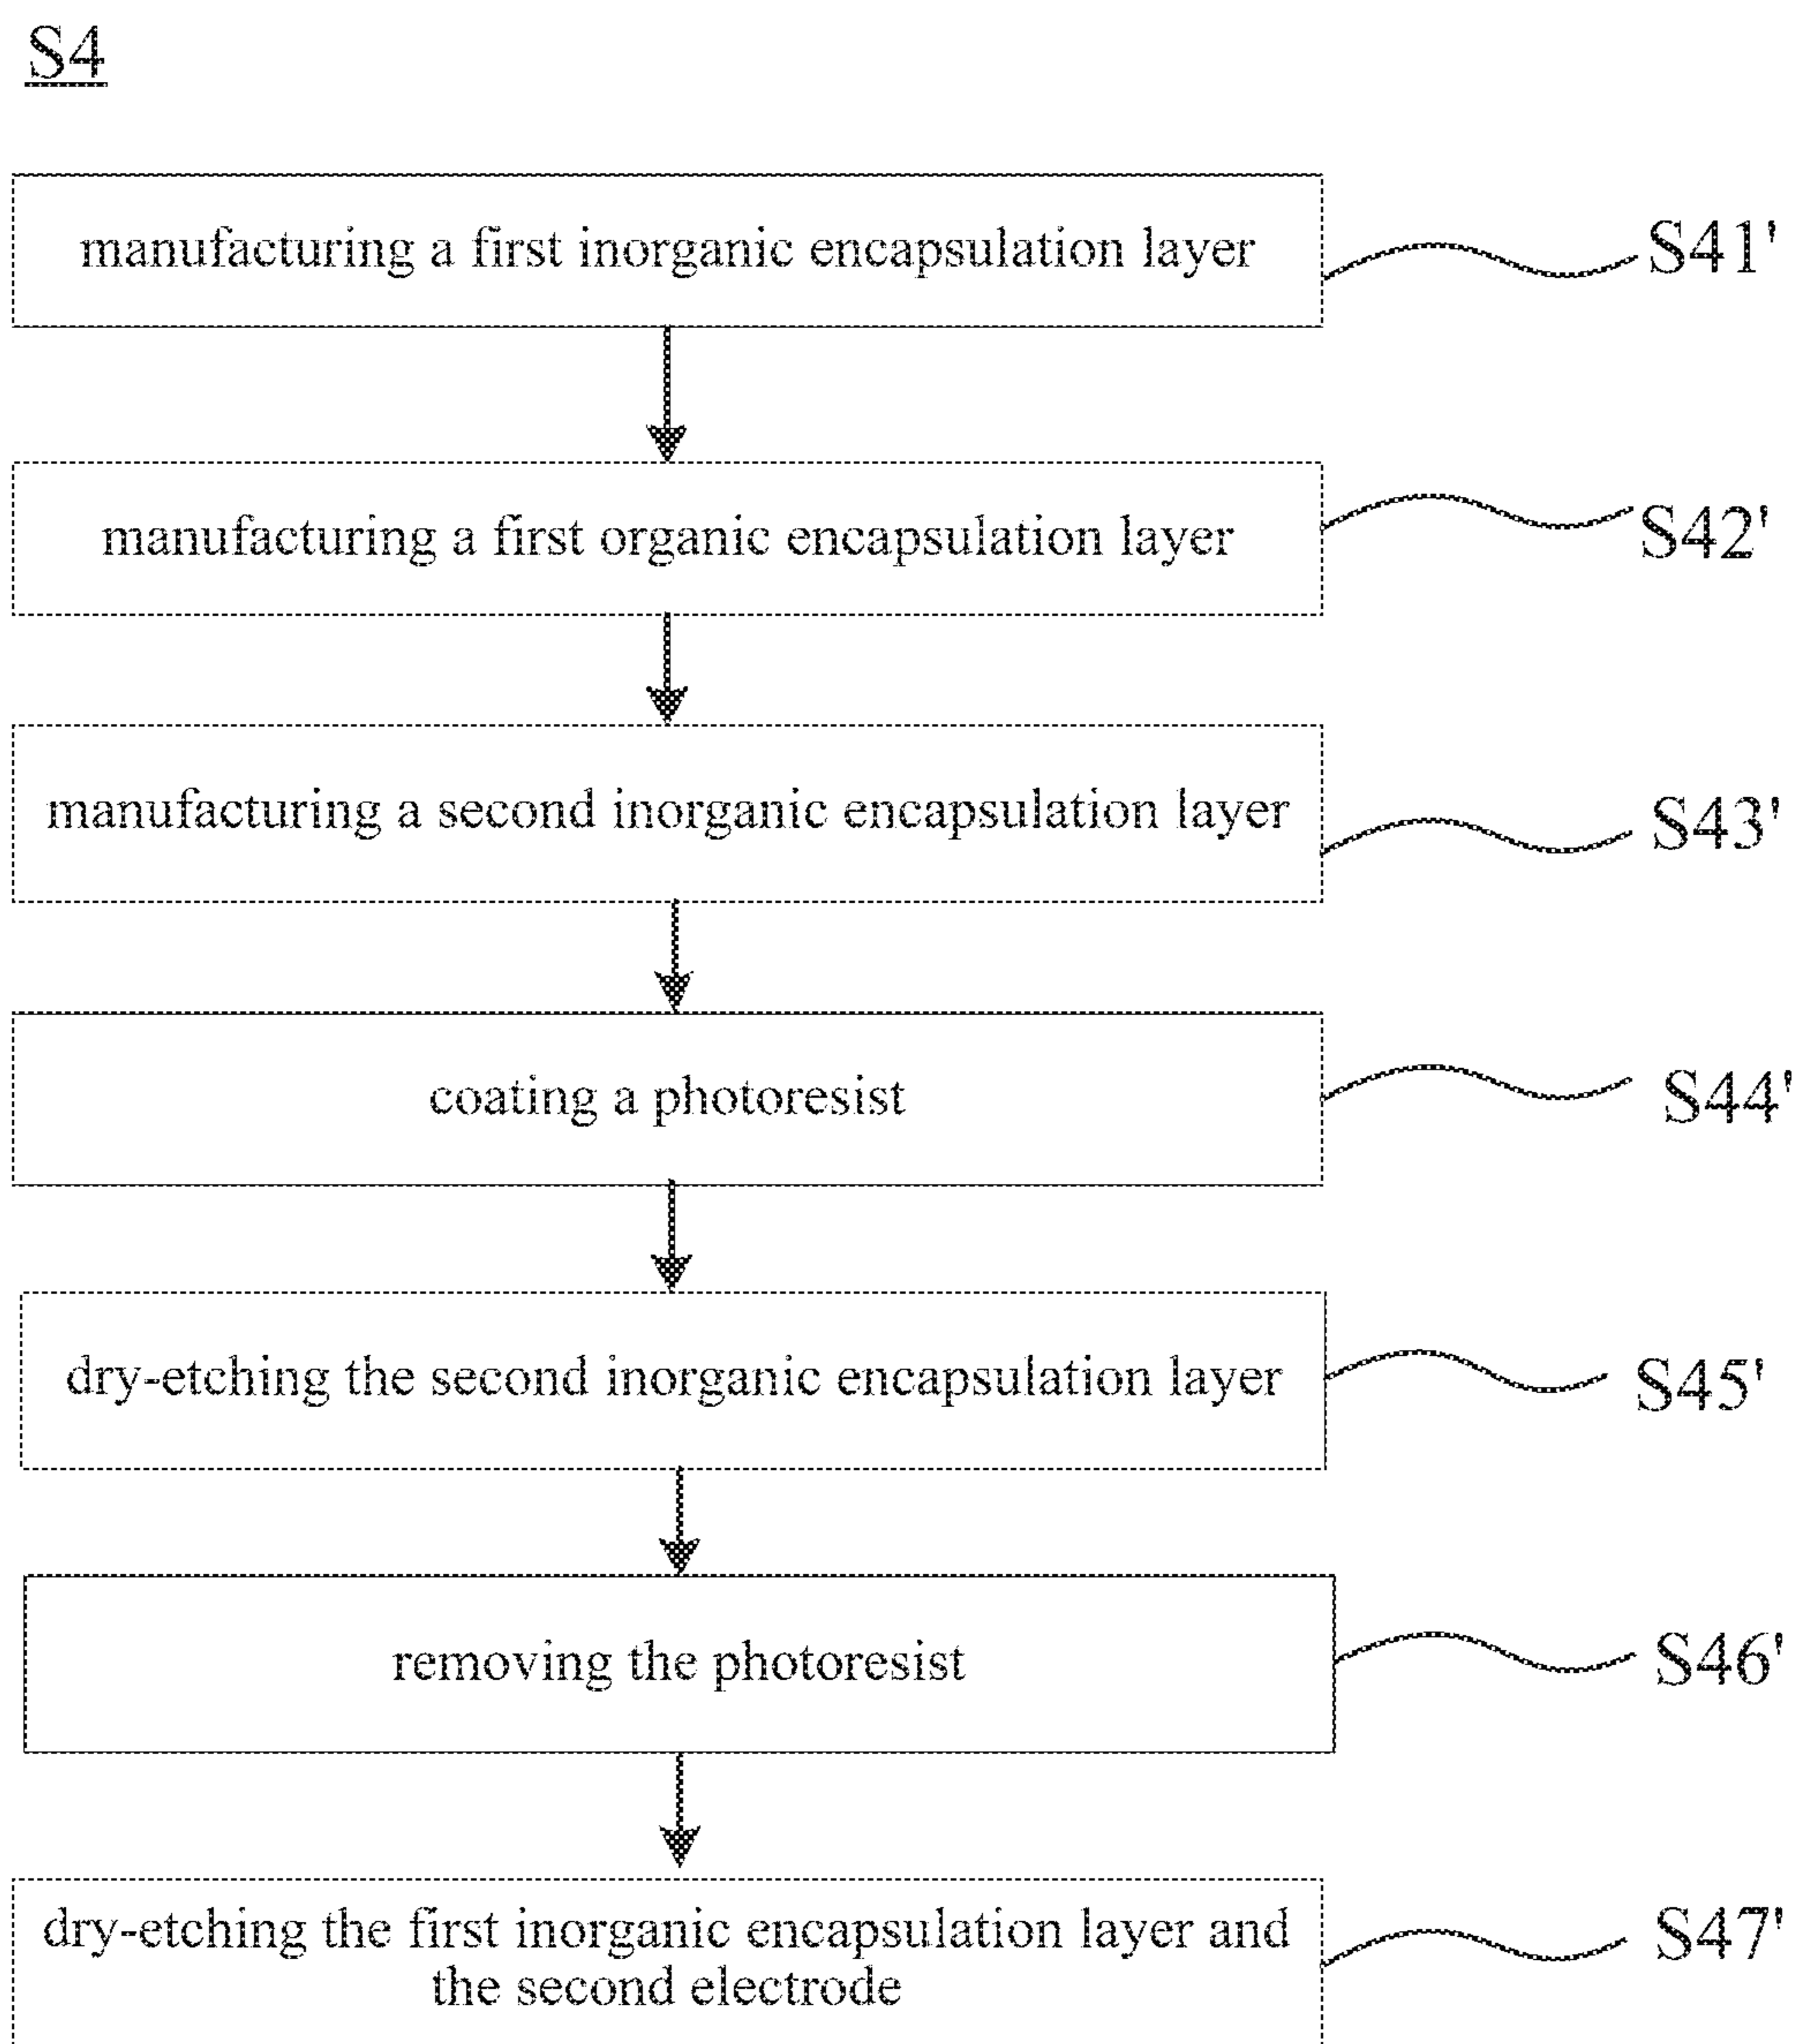 S4
manufacturing a first inorganic encapsulation layer
S41'
manufacturing a first organic encapsulation layer
S42'
manufacturing a second inorganic encapsulation layer
S43'
coating a photoresist
S44'
dry-etching the second inorganic encapsulation layer
S45'
removing the photoresist
S46'
dry-etching the first inorganic encapsulation layer and
the second electrode
S47'